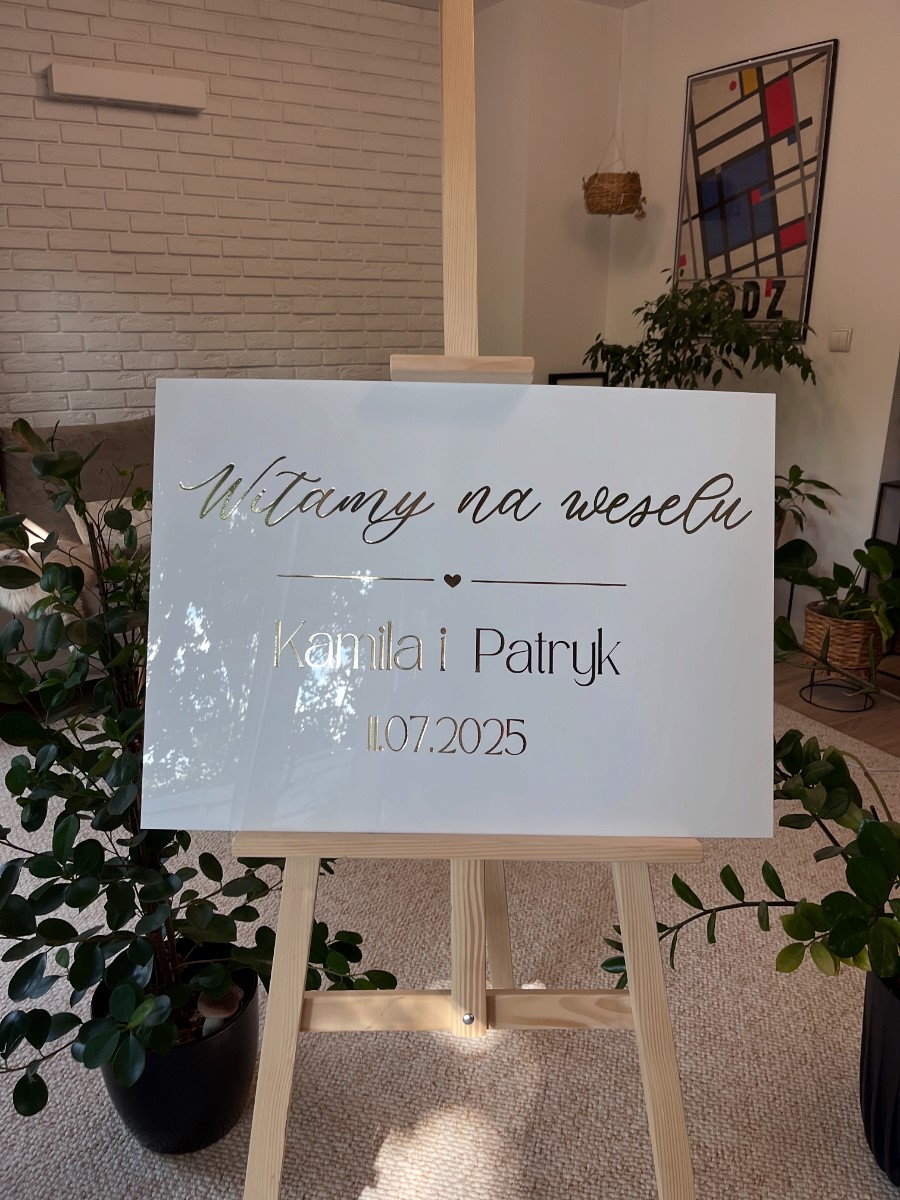 Witamy na weselu
Kamila i Patryk
11.07.2025